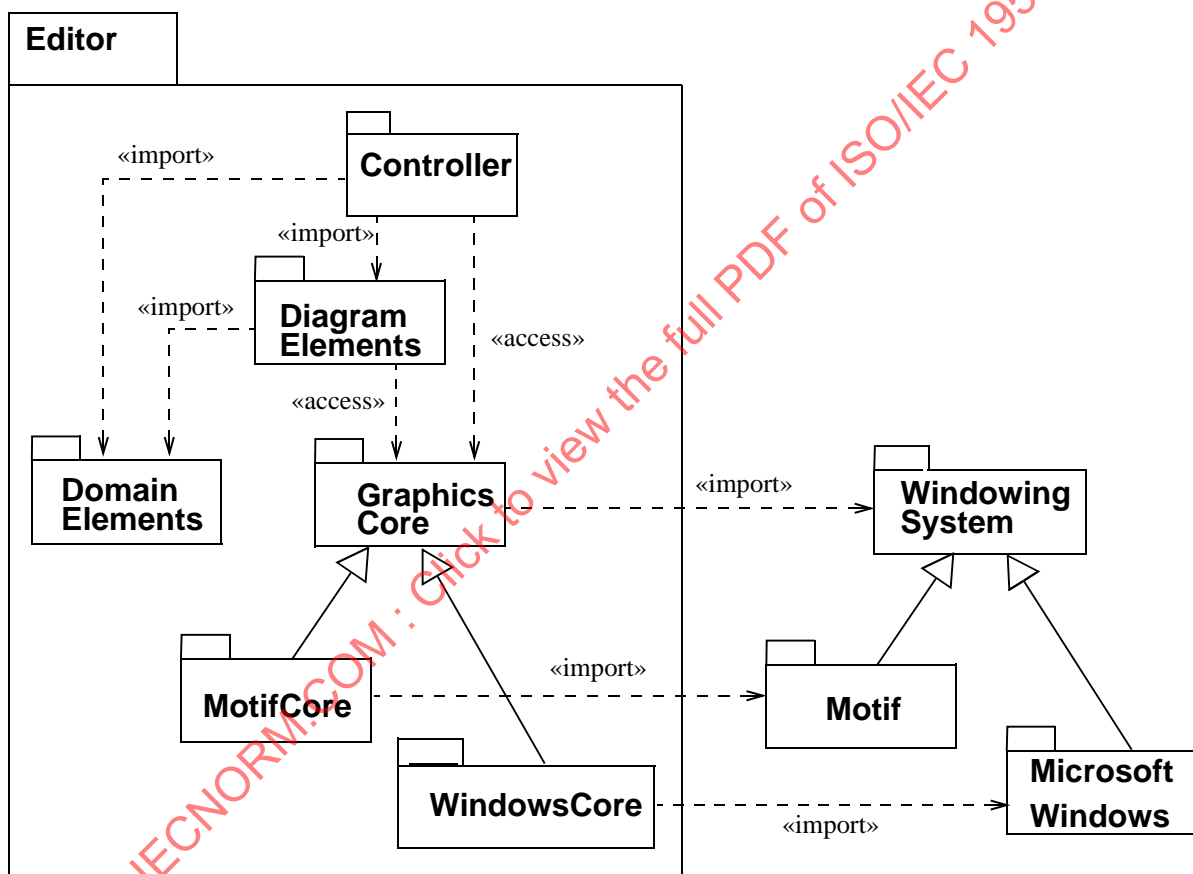 Editor
Controller
«import»
«import»
Diagram
Elements
«import»
«access»
«access»
Domain
Elements
Graphics
Core
«import»
Windowing
System
MotifCore
«import»
Motif
WindowsCore
«import»
Microsoft
Windows
IECNORM.COM : Click to view the full PDF of ISO/IEC 195